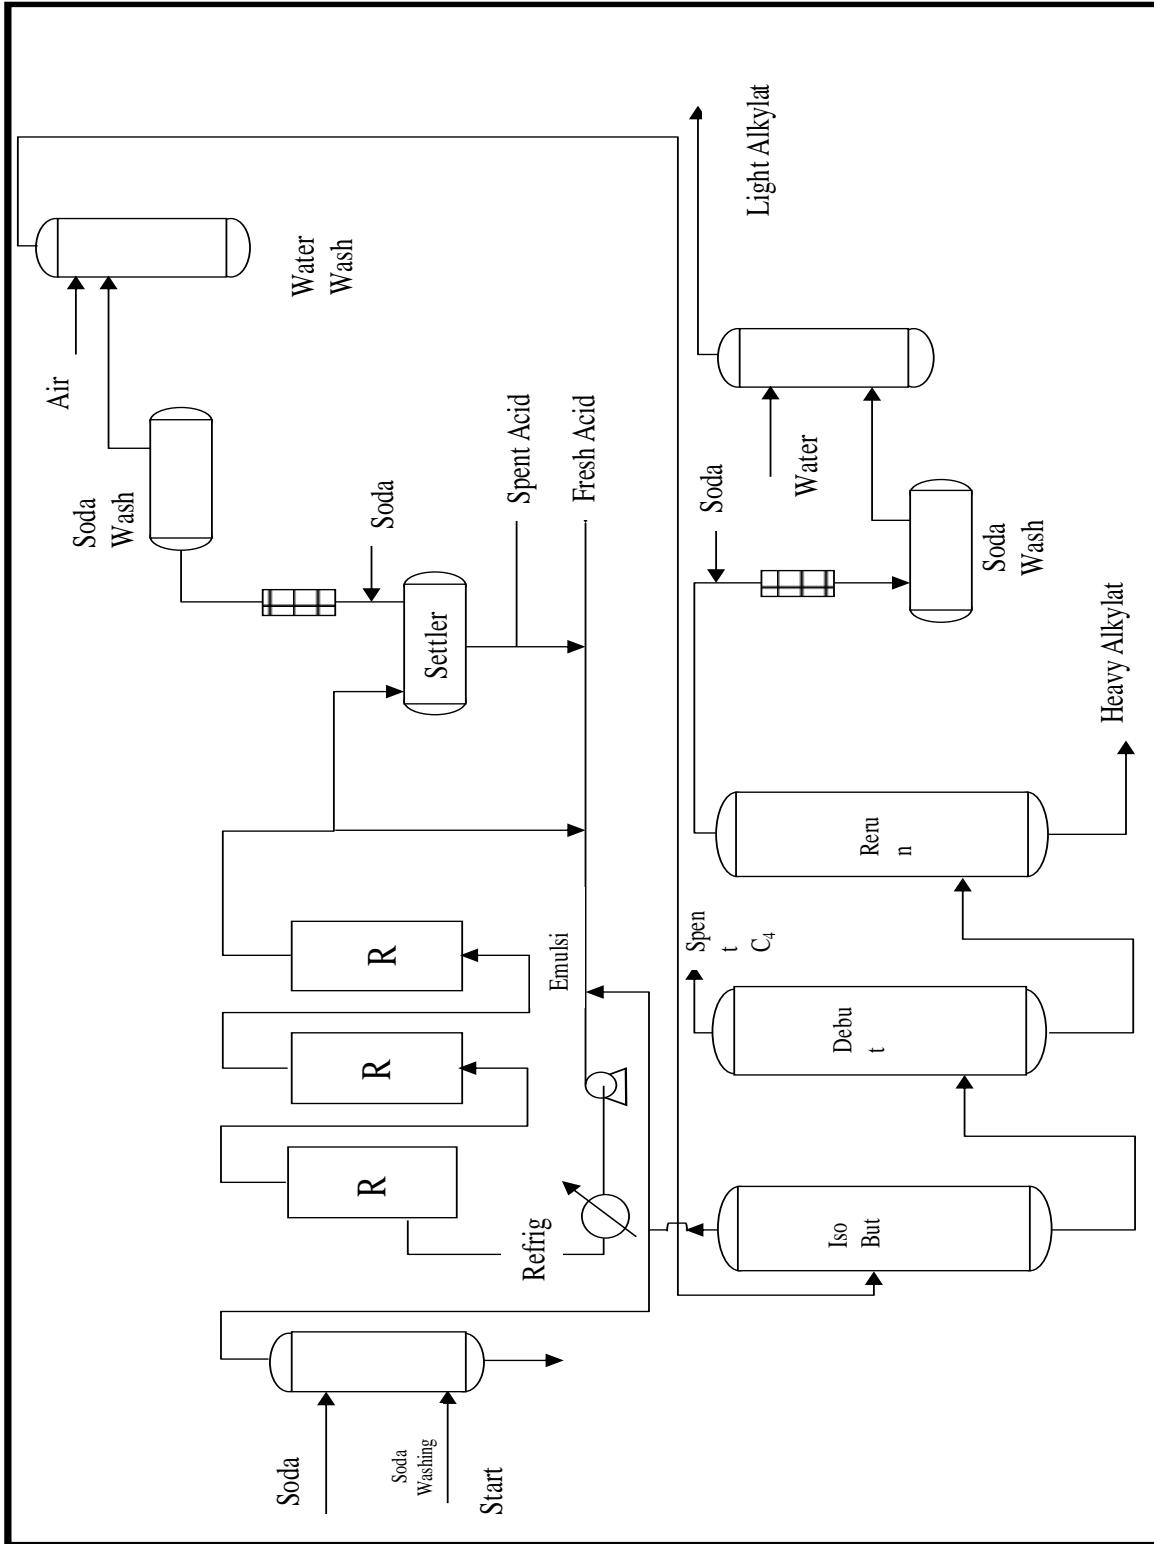 Soda
Soda
Washing
Start
R
R
R
Refrig
Emulsi
Settler
Soda
Spent Acid
Fresh Acid
Soda
Wash
Air
Water
Wash
Iso
But
Debu
t
Spen
t
C₄
Reru
n
Heavy Alkylat
Soda
Soda
Wash
Water
Light Alkylat